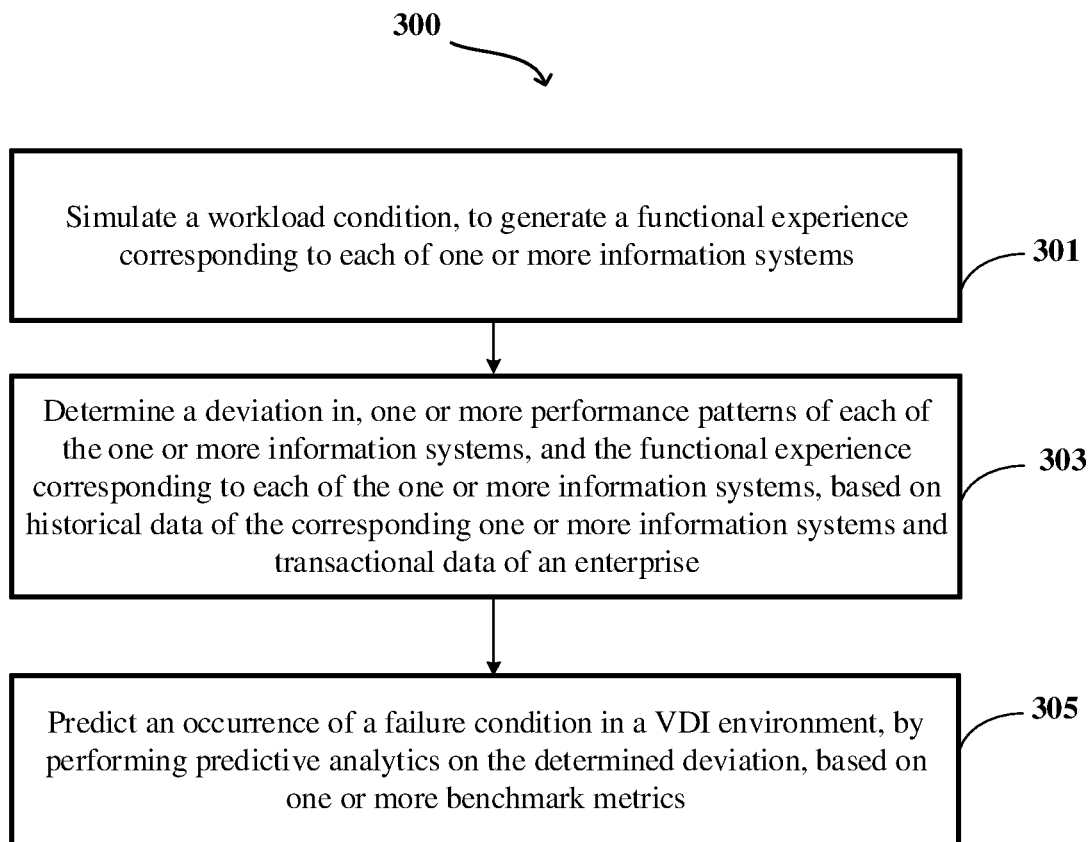 300
Simulate a workload condition, to generate a functional experience
corresponding to each of one or more information systems
301
Determine a deviation in, one or more performance patterns of each of
the one or more information systems, and the functional experience
corresponding to each of the one or more information systems, based on
historical data of the corresponding one or more information systems and
transactional data of an enterprise
303
Predict an occurrence of a failure condition in a VDI environment, by
performing predictive analytics on the determined deviation, based on
one or more benchmark metrics
305